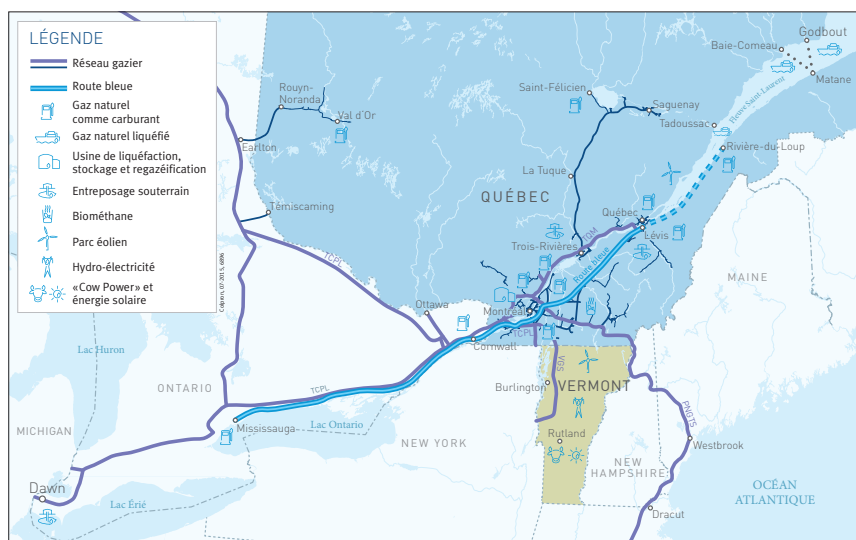 LÉGENDE
Réseau gazier
Route bleue
Gaz naturel
comme carburant
Gaz naturel liquéfié
Usine de liquéfaction,
stockage et regazéification
Entreposage souterrain
Biométhane
Parc éolien
Hydro-électricité
«Cow Power» et
énergie solaire
Godbout
Baie-Comeau
Matane
Fleuve Saint-Laurent
Rouyn-
Noranda
Val d'Or
Saint-Félicien
Saguenay
Tadoussac
Rivière-du-Loup
Earlton
La Tuque
QUÉBEC
Témiscaming
Québec
Lévis
TCPL
TQM
Trois-Rivières
Route bleue
MAINE
Ottawa
Montréal
TCPL
Cornwall
Lac Huron
VGS
ONTARIO
TCPL
Burlington
VERMONT
PNGTS
Mississauga
Lac Ontario
MICHIGAN
NEW YORK
Rutland
Westbrook
NEW
HAMPSHIRE
Dawn
Lac Érié
OCÉAN
ATLANTIQUE
Dracut